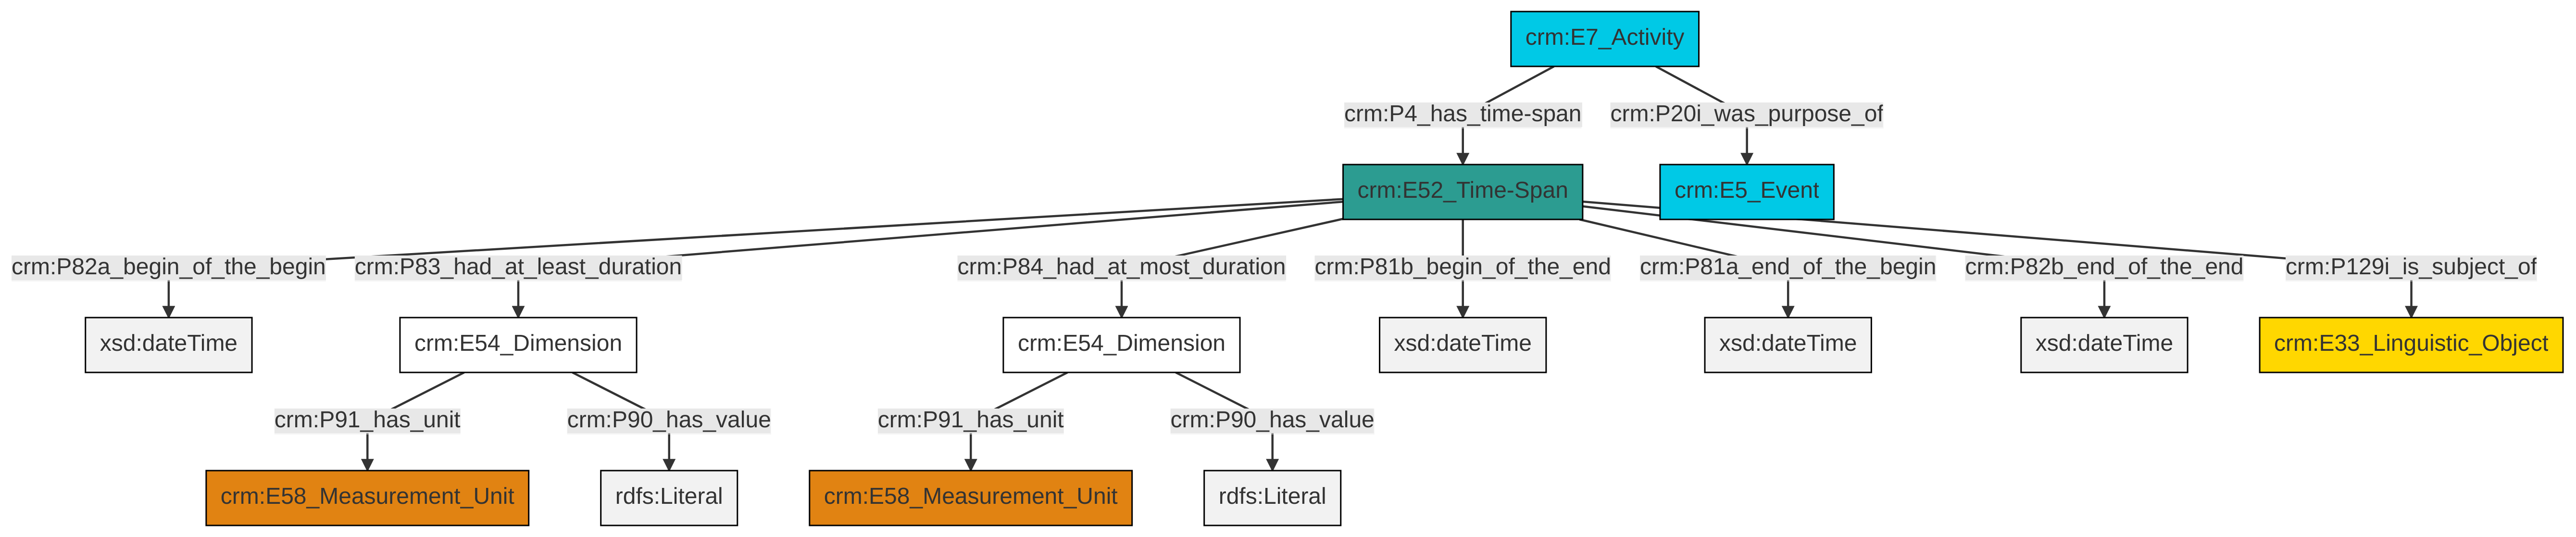 crm:E7_Activity
crm:P4_has_time-span
crm:P20i_was_purpose_of
crm:E52_Time-Span
crm:E5_Event
crm:P82a_begin_of_the_begin
crm:P83_had_at_least_duration
crm:P84_had_at_most_duration
crm:P81b_begin_of_the_end
crm:P81a_end_of_the_begin
crm:P82b_end_of_the_end
crm:P129i_is_subject_of
xsd:dateTime
crm:E54_Dimension
crm:E54_Dimension
xsd:dateTime
xsd:dateTime
xsd:dateTime
crm:E33_Linguistic_Object
crm:P91_has_unit
crm:P90_has_value
crm:P91_has_unit
crm:P90_has_value
crm:E58_Measurement_Unit
rdfs:Literal
crm:E58_Measurement_Unit
rdfs:Literal